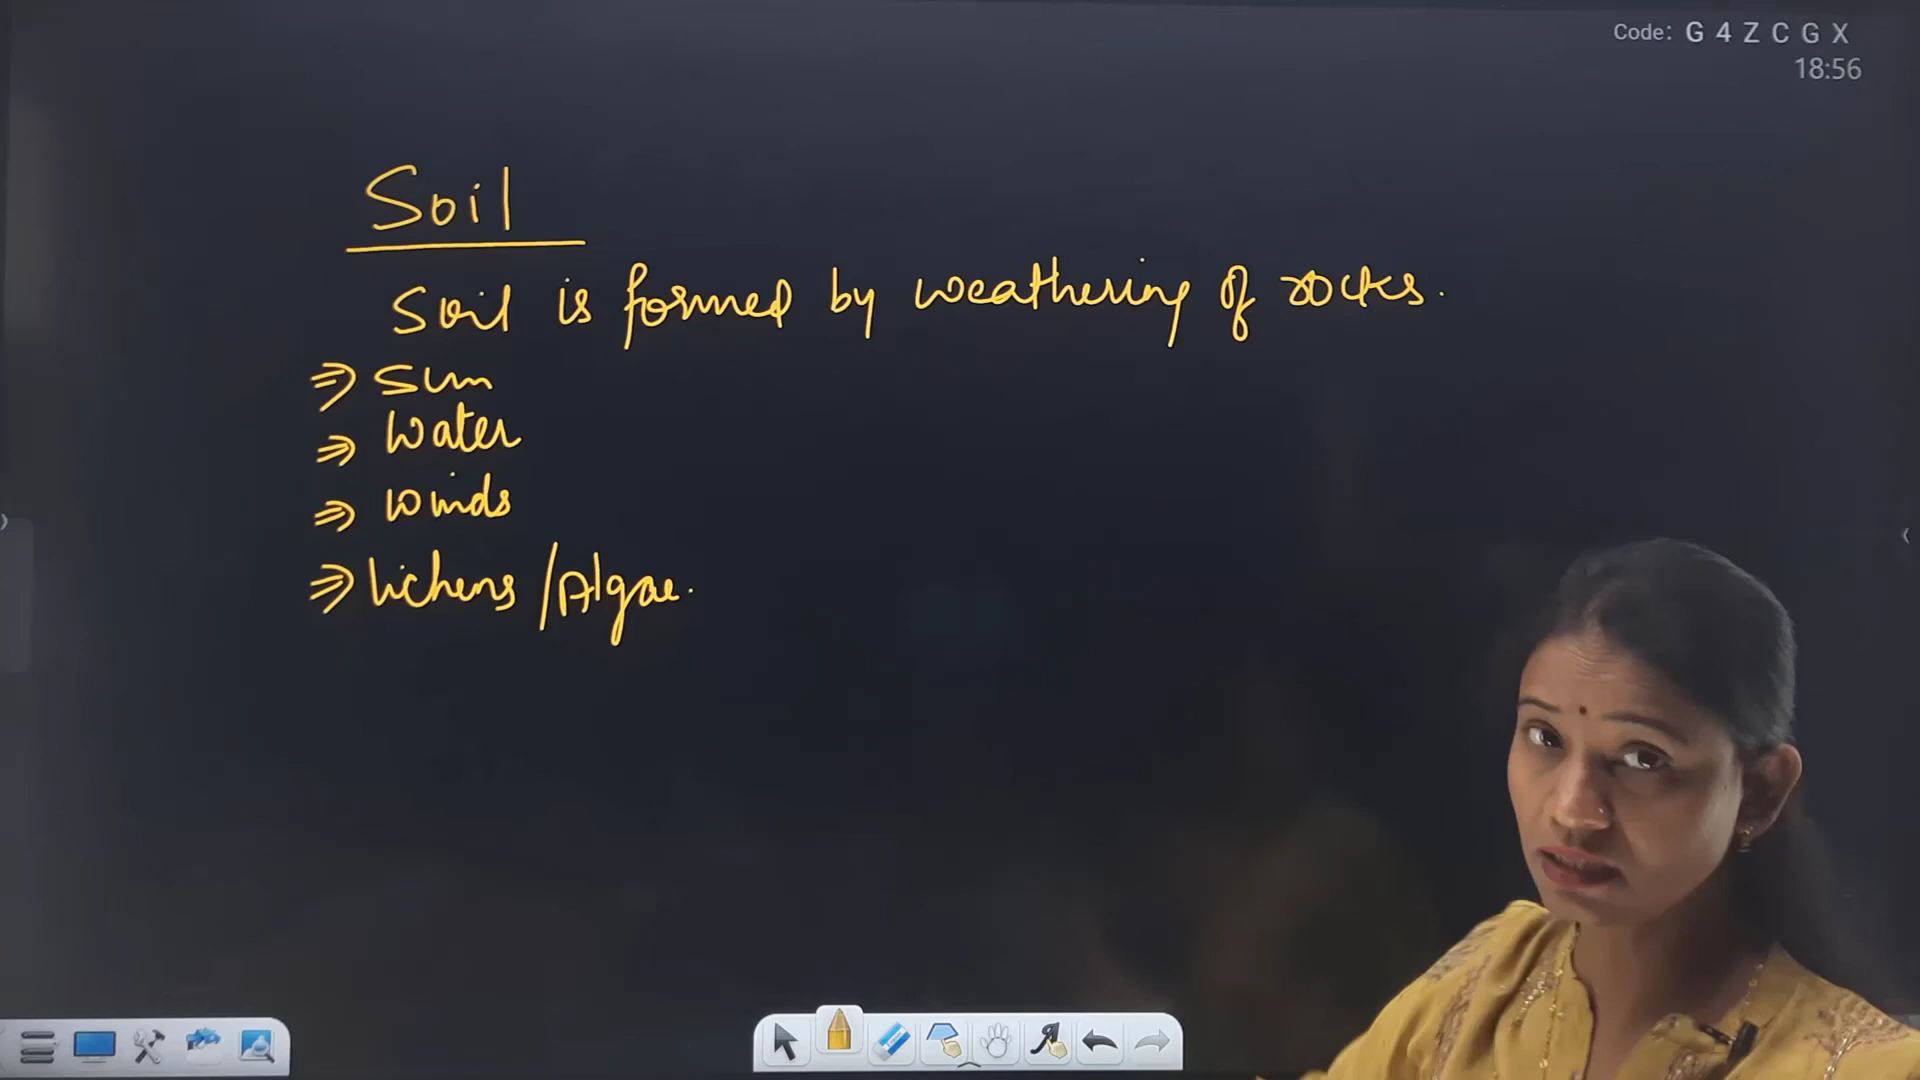 Code: G 4 Z C G X
18:56
Soil
Soil is formed by weathering of rocks.
⇒ Sun
⇒ Water
⇒ Winds
⇒ Lichens / Algae.